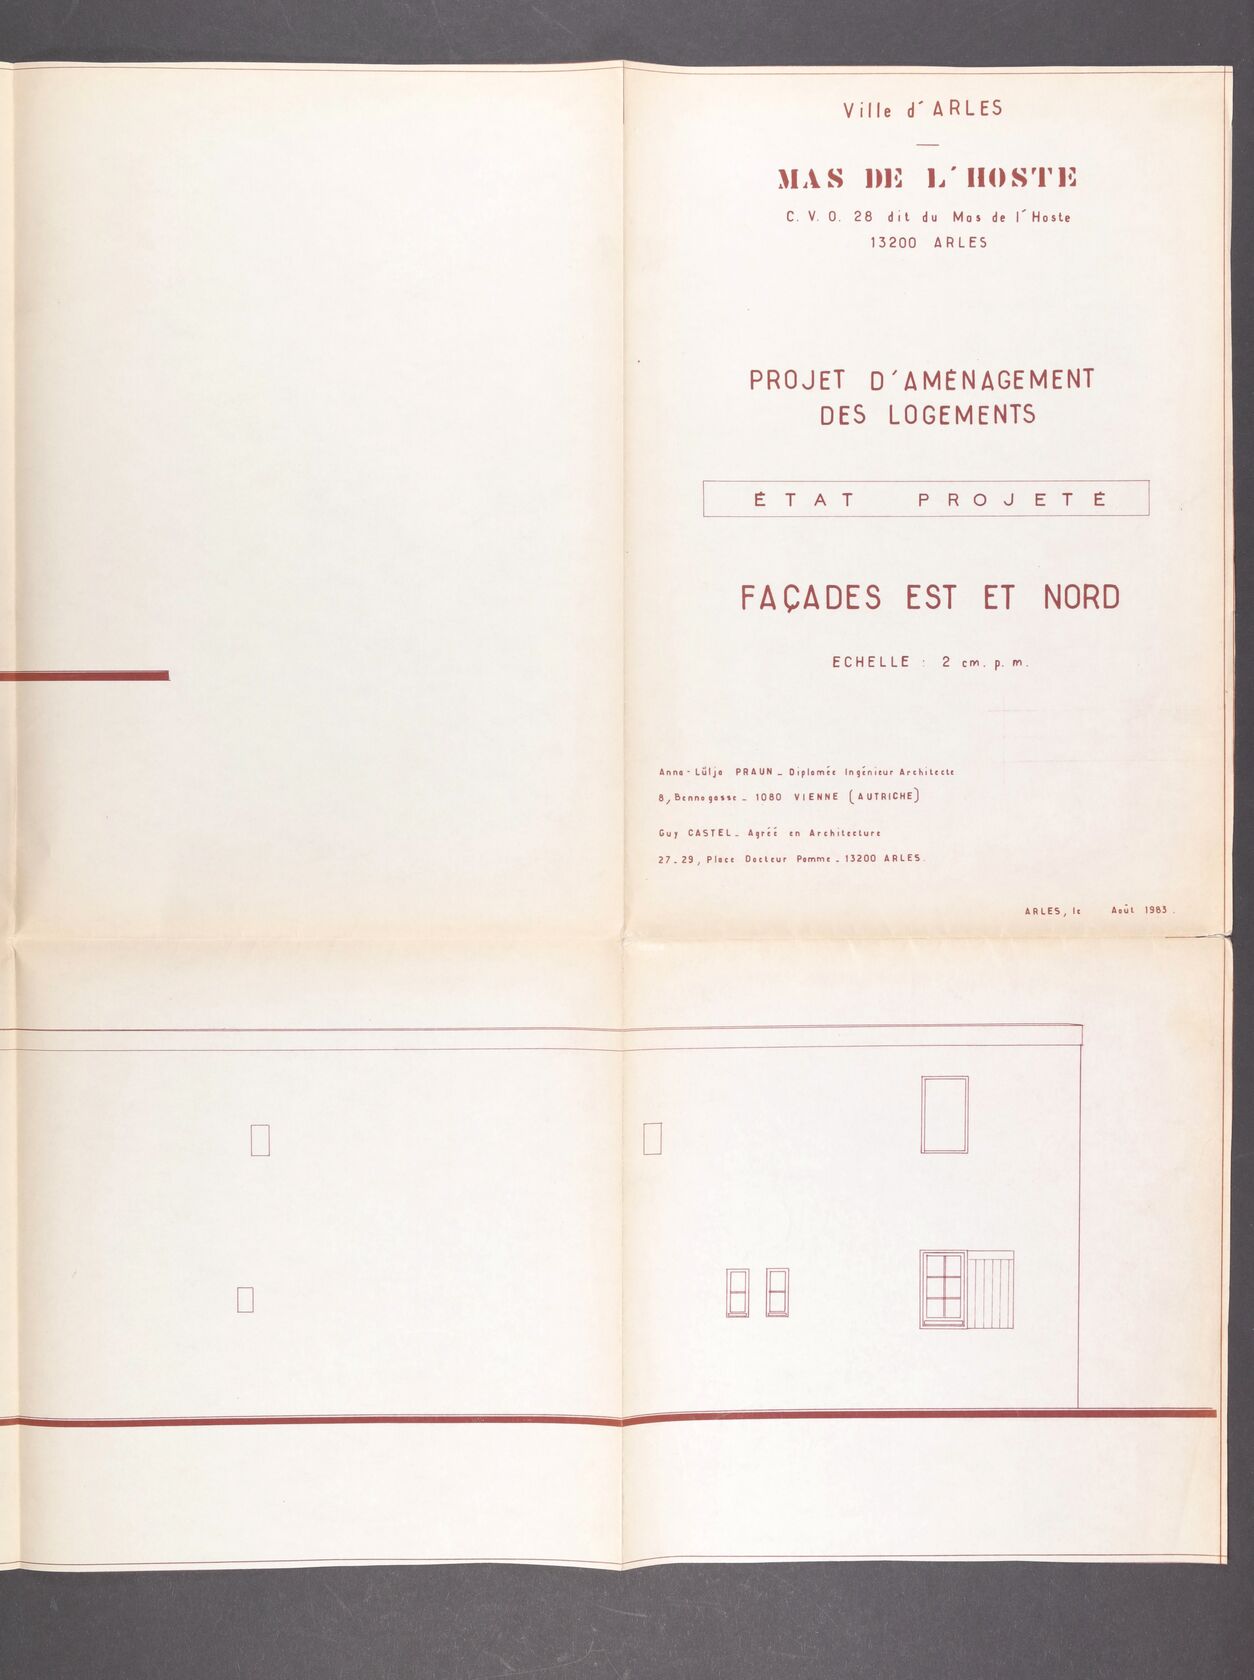 Ville d'ARLES
MAS DE L'HOSTE
C. V. O. 28 dit du Mas de l'Hoste
13200 ARLES
PROJET D'AMÉNAGEMENT
DES LOGEMENTS
ÉTAT PROJETÉ
FAÇADES EST ET NORD
ECHELLE : 2 cm. p. m.
Anna-Lülja PRAUN _ Diplomée Ingénieur Architecte
8, Bennogasse _ 1080 VIENNE (AUTRICHE)
Guy CASTEL _ Agréé en Architecture
27_29, Place Docteur Pomme _ 13200 ARLES.
ARLES, le Août 1983.